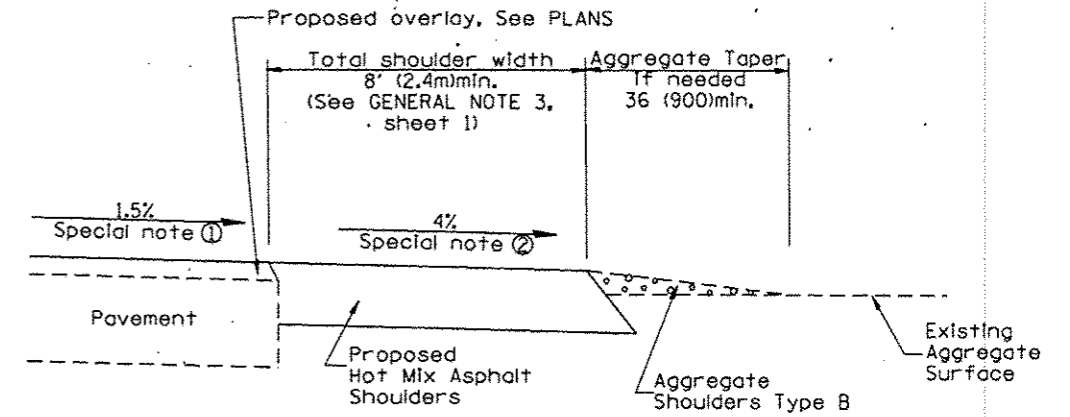 Proposed overlay. See PLANS
Total shoulder width
8' (2.4m)min.
(See GENERAL NOTE 3.
sheet 1)
Aggregate Taper
If needed
36 (900)min.
1.5%
Special note ①
4%
Special note ②
Pavement
Proposed
Hot Mix Asphalt
Shoulders
Aggregate
Shoulders Type B
Existing
Aggregate
Surface